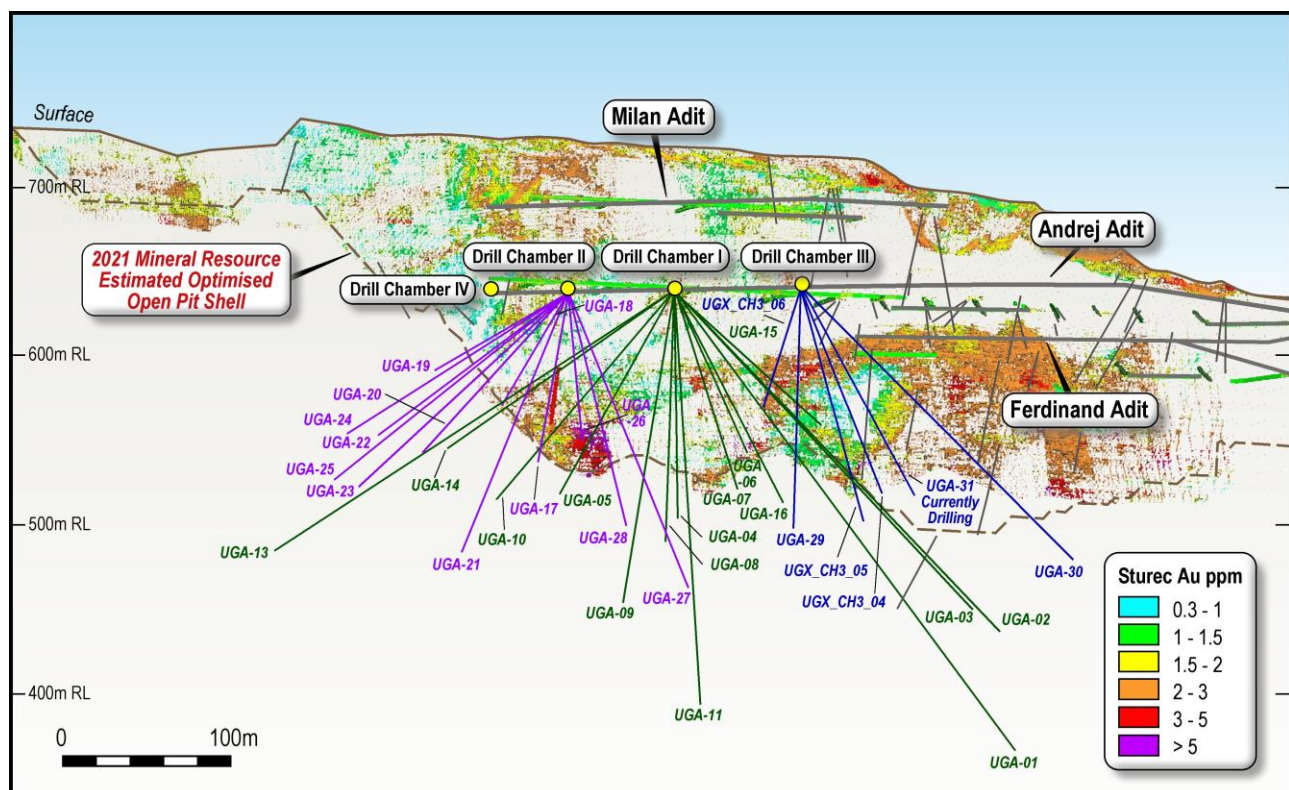 Surface
Milan Adit
700m RL
Andrej Adit
2021 Mineral Resource
Estimated Optimised
Open Pit Shell
Drill Chamber II
Drill Chamber I
Drill Chamber III
Drill Chamber IV
UGA-18
UGX_CH3_06
UGA-15
600m RL
UGA-19
UGA-20
UGA-24
UGA-22
UGA-25
UGA-23
UGA
-26
Ferdinand Adit
UGA-14
UGA-05
UGA-17
UGA
-06
UGA-07
UGA-16
UGA-31
Currently
Drilling
500m RL
UGA-13
UGA-10
UGA-21
UGA-28
UGA-04
UGA-08
UGA-29
UGX_CH3_05
UGX_CH3_04
UGA-30
UGA-09
UGA-27
UGA-03
UGA-02
400m RL
UGA-11
UGA-01
0
100m
Sturec Au ppm
0.3 - 1
1 - 1.5
1.5 - 2
2 - 3
3 - 5
> 5